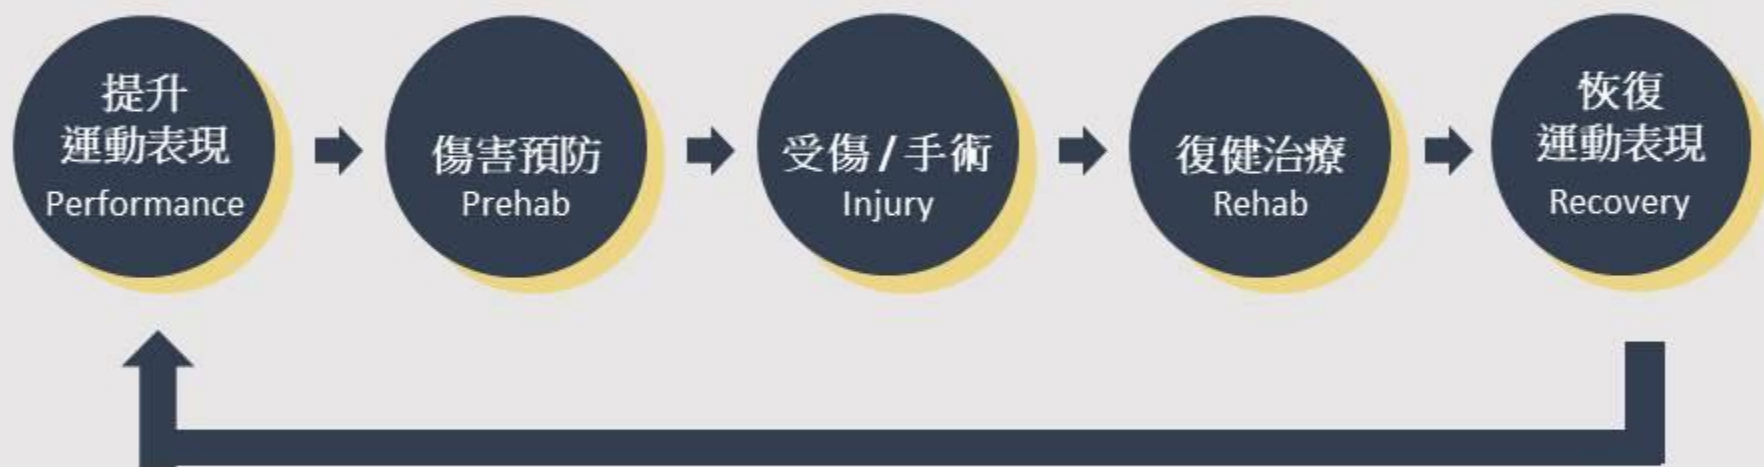 提升
運動表現
Performance
傷害預防
Prehab
受傷 / 手術
Injury
復健治療
Rehab
恢復
運動表現
Recovery